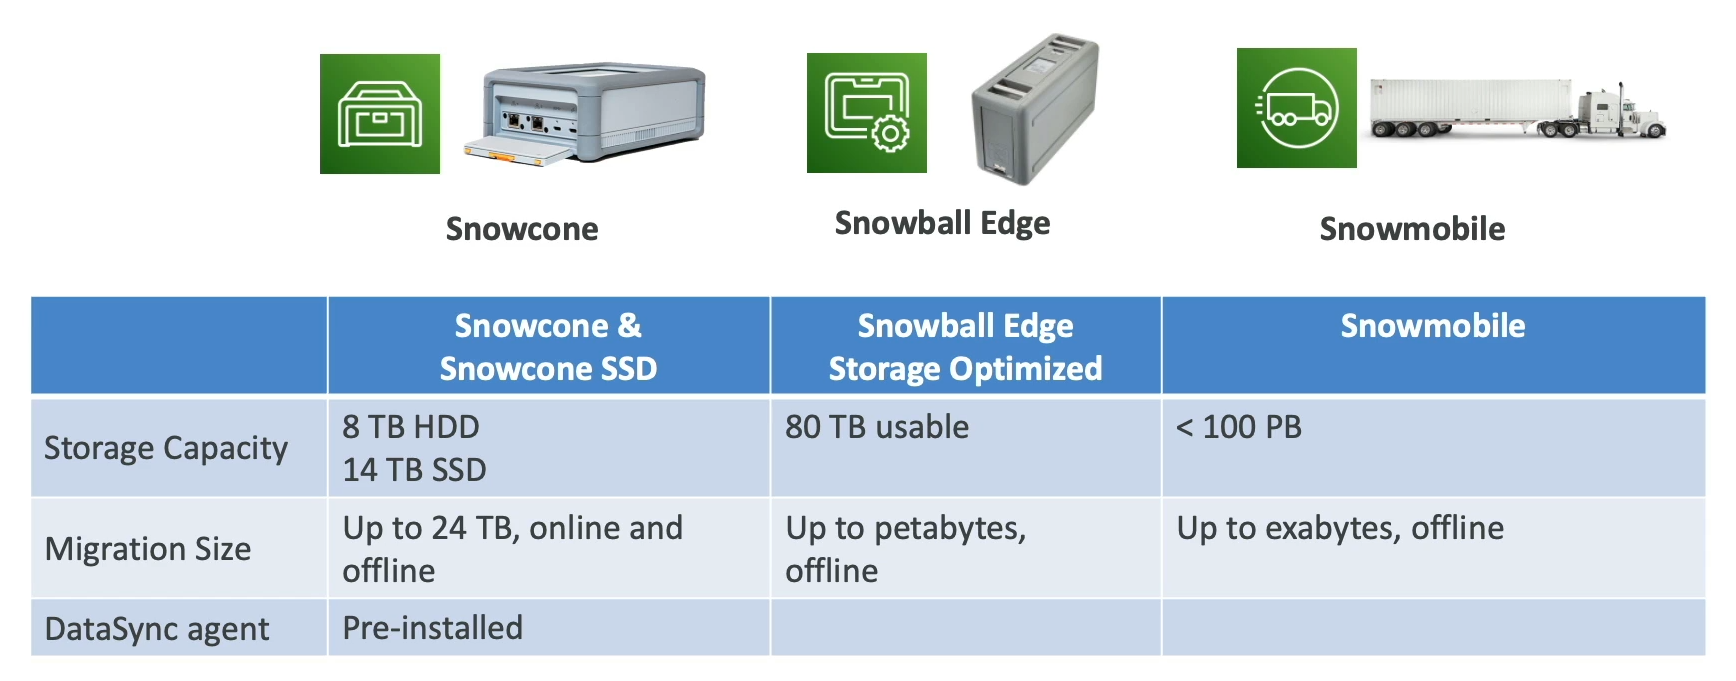 Snowcone
Snowball Edge
Snowmobile
Snowcone &
Snowcone SSD
Snowball Edge
Storage Optimized
Snowmobile
Storage Capacity
8 TB HDD
14 TB SSD
80 TB usable
< 100 PB
Migration Size
Up to 24 TB, online and
offline
Up to petabytes,
offline
Up to exabytes, offline
DataSync agent
Pre-installed